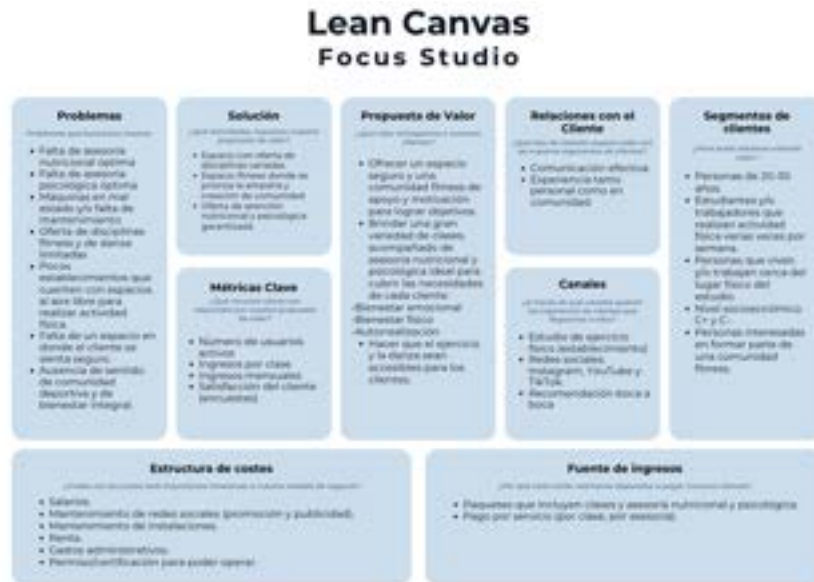 Lean Canvas
Focus Studio
Problemas
• Falta de asesoría
nutricional óptima
• Falta de asesoría
psicológica óptima
• Maquinas en mal
estado y/o falta de
mantenimiento
• Oferta de disciplinas
fitness y de danza
limitadas
• Pocos
establecimientos que
cuenten con espacios
al aire libre para
realizar actividad
física.
• Falta de un espacio en
donde el cliente se
sienta seguro.
• Ausencia de sentido
de comunidad
deportiva y de
bienestar integral.
Solución
• Espacio con oferta de
disciplinas variadas
• Espacio fitness donde se
priorice la empatía y
creación de comunidad
• Oferta de atención
nutricional y psicológica
garantizada
Métricas Clave
• Número de usuarios
activos
• Ingresos por clase
• Ingresos mensuales
• Satisfacción del cliente
(encuestas)
Propuesta de Valor
• Ofrecer un espacio
seguro y una
comunidad fitness de
apoyo y motivación
para lograr objetivos.
• Brindar una gran
variedad de clases,
acompañado de
asesoría nutricional y
psicológica ideal para
cubrir las necesidades
de cada cliente:
-Bienestar emocional
-Bienestar físico
-Autorrealización
• Hacer que el ejercicio
y la danza sean
accesibles para los
clientes.
Relaciones con el
Cliente
• Comunicación efectiva
• Experiencia tanto
personal como en
comunidad
Canales
• Estudio de ejercicio
físico (establecimiento)
• Redes sociales:
Instagram, YouTube y
TikTok
• Recomendación boca a
boca
Segmentos de
clientes
• Personas de
años.
• Estudiantes y/o
trabajadores que
realizan actividad
física varias veces por
semana.
• Personas que viven
y/o trabajan cerca del
lugar físico del
estudio.
• Nivel socioeconómico
C+ y C-.
• Personas interesadas
en formar parte de
una comunidad
fitness.
Estructura de costes
• Salarios.
• Mantenimiento de redes sociales (promoción y publicidad).
• Mantenimiento de instalaciones.
• Renta.
• Gastos administrativos.
• Permiso/certificación para poder operar.
Fuente de ingresos
• Paquetes que incluyen clases y asesoría nutricional y psicológica
• Pago por servicio (por clase, por asesoría).